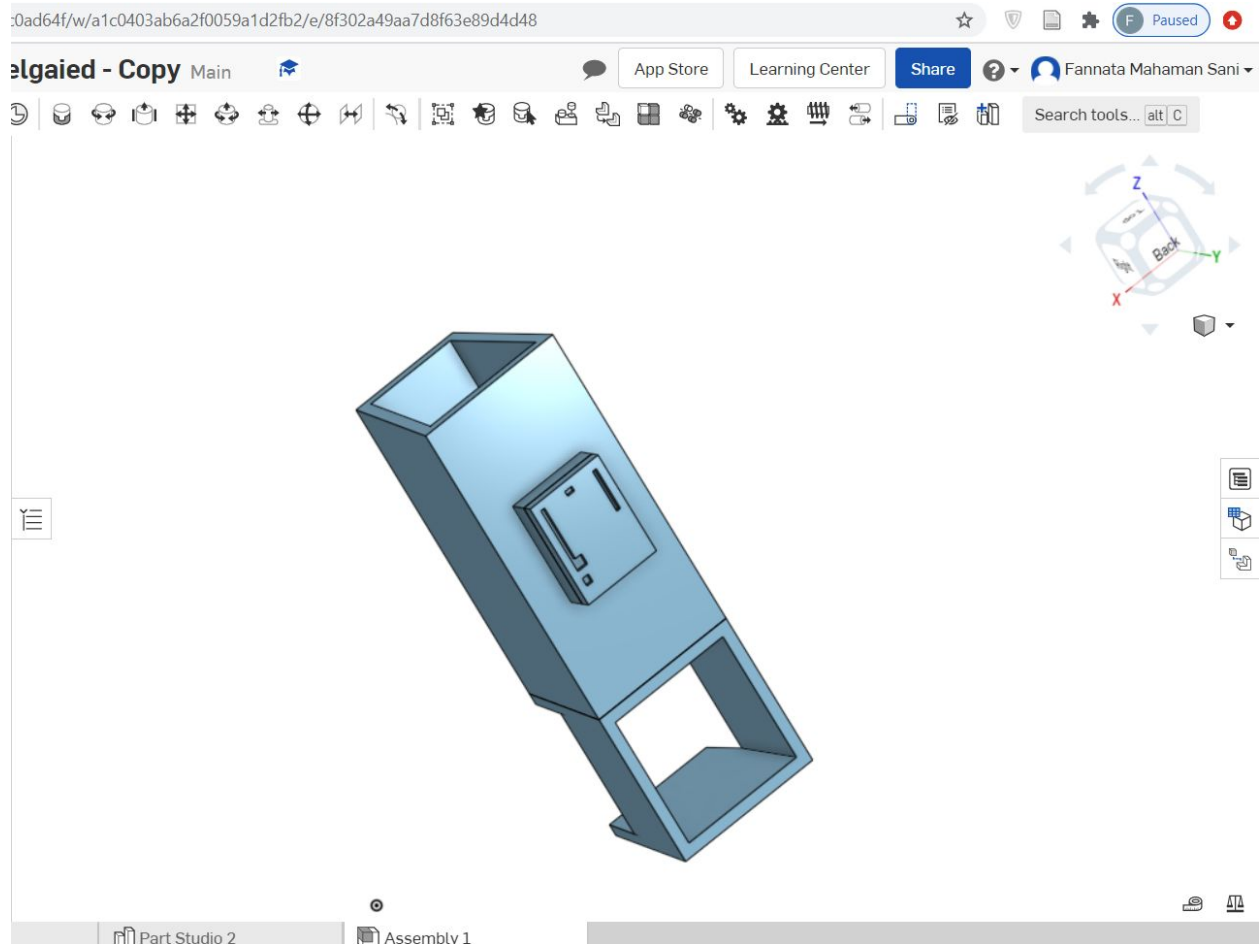 :0ad64f/w/a1c0403ab6a2f0059a1d2fb2/e/8f302a49aa7d8f63e89d4d48
F Paused
elgaied - Copy Main
App Store
Learning Center
Share
Fannata Mahaman Sani
Search tools... alt C
Z
Back
Y
X
Part Studio 2
Assembly 1